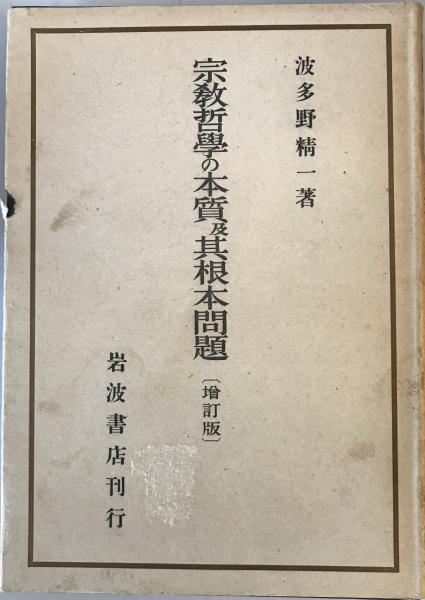 波多野精一著
宗敎哲學の本質及其根本問題
〔增訂版〕
岩波書店刊行